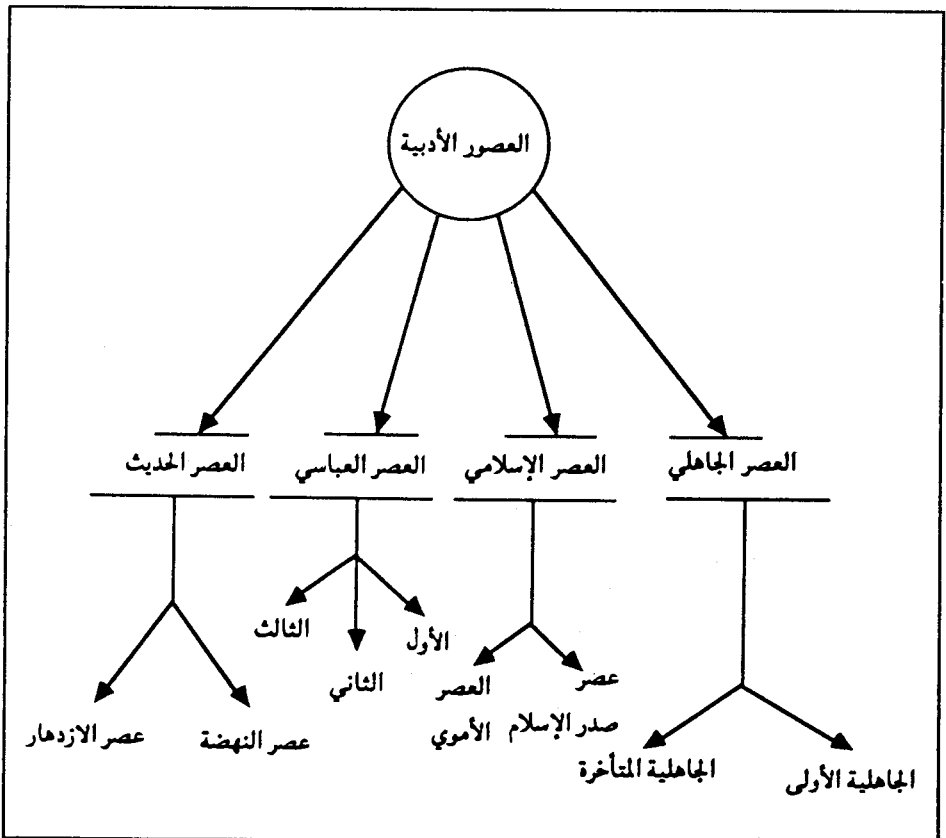 العصور الأدبية
العصر الجاهلي
العصر الإسلامي
العصر العباسي
العصر الحديث
الجاهلية الأولى
الجاهلية المتأخرة
عصر
صدر الإسلام
العصر
الأموي
الأول
الثاني
الثالث
عصر النهضة
عصر الازدهار